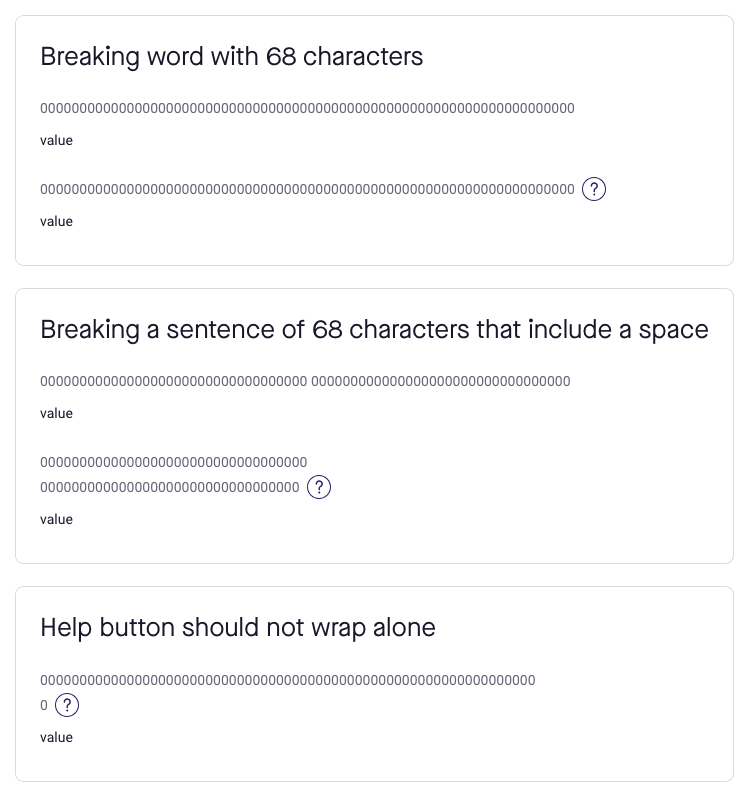 Breaking word with 68 characters
00000000000000000000000000000000000000000000000000000000000000000000
value
00000000000000000000000000000000000000000000000000000000000000000000 ?
value
Breaking a sentence of 68 characters that include a space
0000000000000000000000000000000000 000000000000000000000000000000000
value
0000000000000000000000000000000000
000000000000000000000000000000000 ?
value
Help button should not wrap alone
000000000000000000000000000000000000000000000000000000000000000
0 ?
value